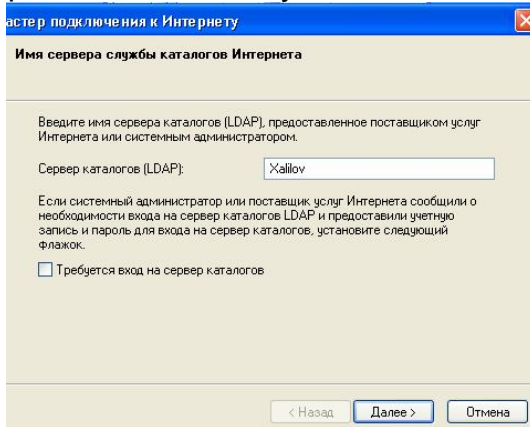 астер подключения к Интернету
Имя сервера службы каталогов Интернета
Введите имя сервера каталогов (LDAP), предоставленное поставщиком услуг
Интернета или системным администратором.
Сервер каталогов (LDAP): Xalilov
Если системный администратор или
поставщик услуг Интернета сообщили о
необходимости входа на сервер каталогов LDAP и предоставили учетную
запись и пароль для входа на сервер каталогов, установите следующий
флажок.
Требуется вход на сервер каталогов
< Назад Далее > Отмена